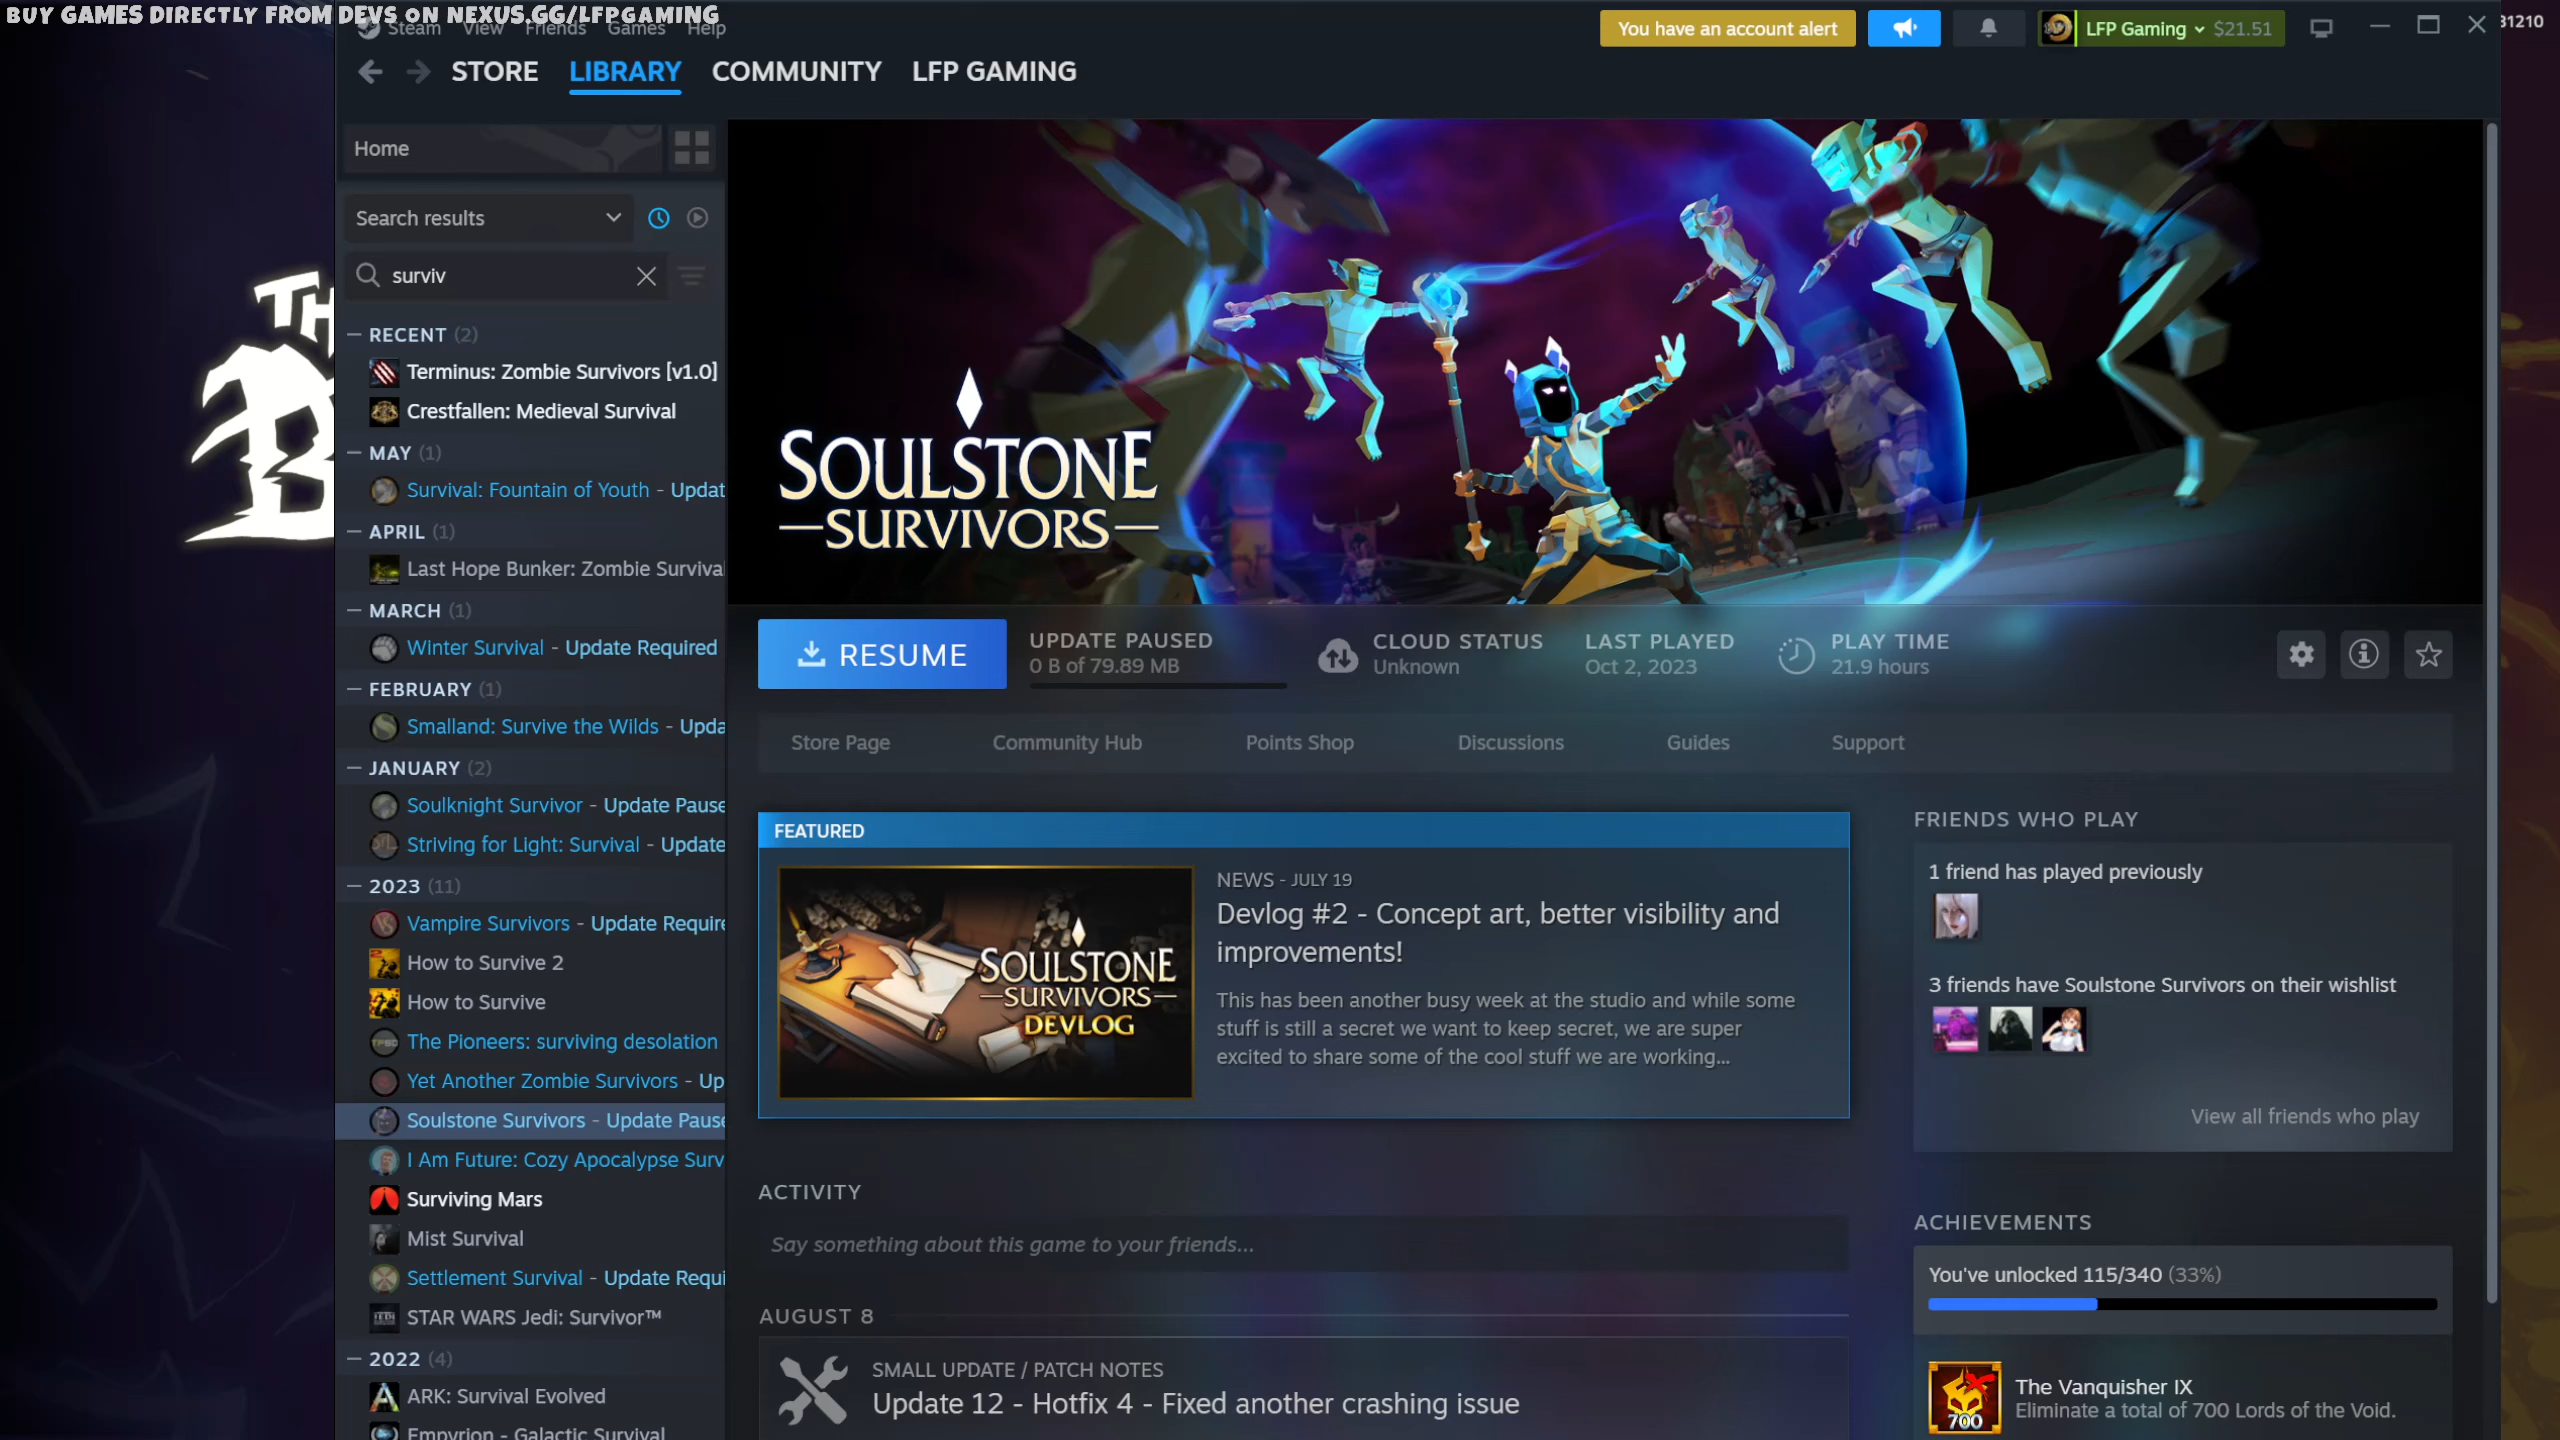 BUY GAMES DIRECTLY FROM DEVS ON NEXUS.GG/LFPGAMING
Steam View Friends Games Help
You have an account alert
LFP Gaming $21.51
31210
STORE LIBRARY COMMUNITY LFP GAMING
Home
Search results
surviv
RECENT (2)
Terminus: Zombie Survivors [v1.0]
Crestfallen: Medieval Survival
MAY (1)
Survival: Fountain of Youth - Updat
APRIL (1)
Last Hope Bunker: Zombie Surviva
MARCH (1)
Winter Survival - Update Required
FEBRUARY (1)
Smalland: Survive the Wilds - Upda
JANUARY (2)
Soulknight Survivor - Update Pause
Striving for Light: Survival - Update
2023 (11)
Vampire Survivors - Update Require
How to Survive 2
How to Survive
The Pioneers: surviving desolation
Yet Another Zombie Survivors - Up
Soulstone Survivors - Update Pause
I Am Future: Cozy Apocalypse Surv
Surviving Mars
Mist Survival
Settlement Survival - Update Requi
STAR WARS Jedi: Survivor™
2022 (4)
ARK: Survival Evolved
Empyrion - Galactic Survival
TH
SOULSTONE
SURVIVORS
RESUME
UPDATE PAUSED
0 B of 79.89 MB
CLOUD STATUS
Unknown
LAST PLAYED
Oct 2, 2023
PLAY TIME
21.9 hours
Store Page Community Hub Points Shop Discussions Guides Support
FEATURED
SOULSTONE
SURVIVORS
DEVLOG
NEWS - JULY 19
Devlog #2 - Concept art, better visibility and
improvements!
This has been another busy week at the studio and while some
stuff is still a secret we want to keep secret, we are super
excited to share some of the cool stuff we are working...
ACTIVITY
Say something about this game to your friends...
AUGUST 8
SMALL UPDATE / PATCH NOTES
Update 12 - Hotfix 4 - Fixed another crashing issue
FRIENDS WHO PLAY
1 friend has played previously
3 friends have Soulstone Survivors on their wishlist
View all friends who play
ACHIEVEMENTS
You've unlocked 115/340 (33%)
700
The Vanquisher IX
Eliminate a total of 700 Lords of the Void.